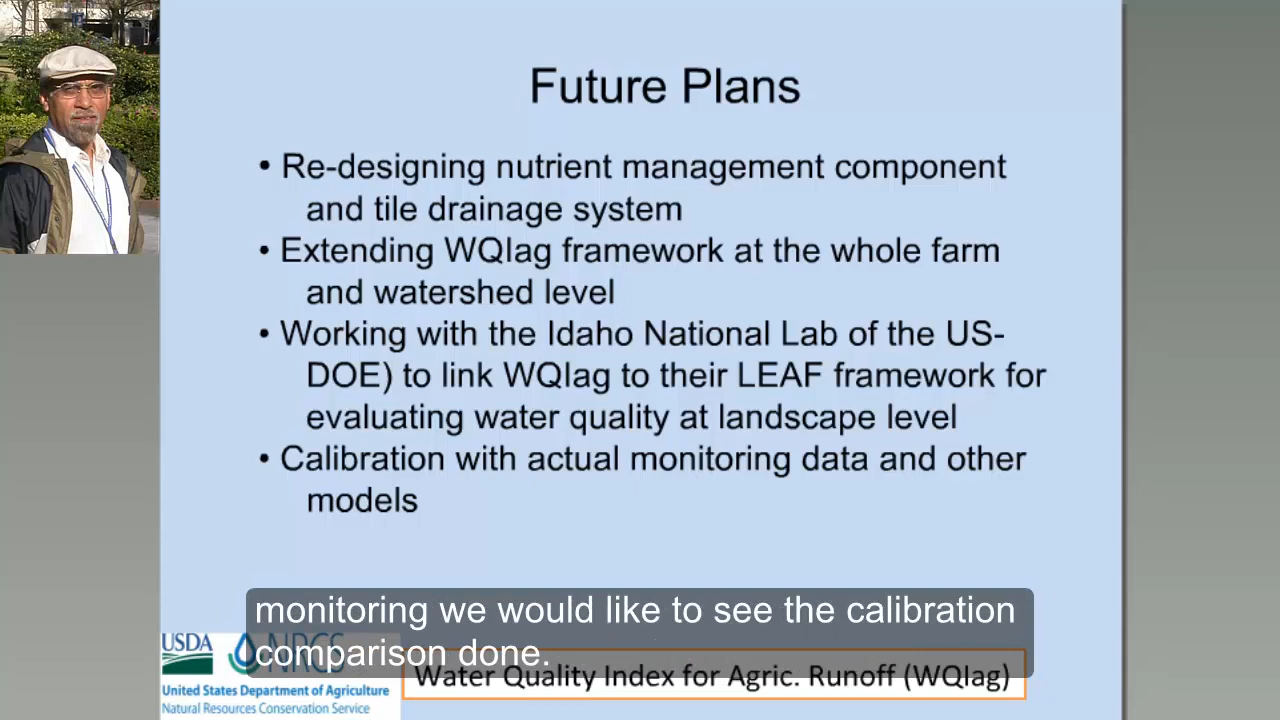 Future Plans
• Re-designing nutrient management component
and tile drainage system
• Extending WQIag framework at the whole farm
and watershed level
• Working with the Idaho National Lab of the US-
DOE) to link WQIag to their LEAF framework for
evaluating water quality at landscape level
• Calibration with actual monitoring data and other
models
monitoring we would like to see the calibration
comparison done.
USDA NRCS
United States Department of Agriculture
Natural Resources Conservation Service
Water Quality Index for Agric. Runoff (WQIag)